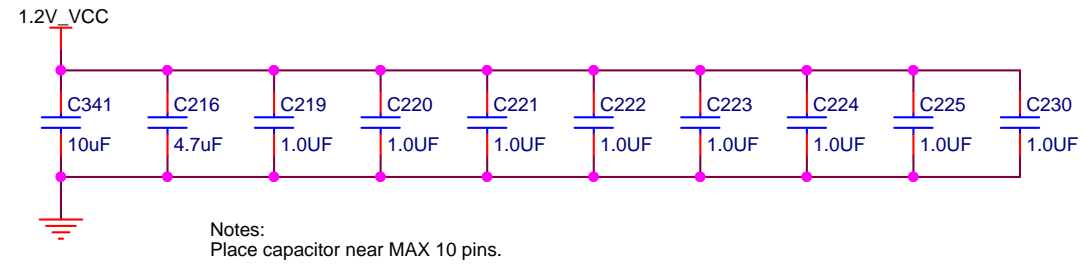 1.2V_VCC
C341 C216 C219 C220 C221 C222 C223 C224 C225 C230
10uF 4.7uF 1.0UF 1.0UF 1.0UF 1.0UF 1.0UF 1.0UF 1.0UF 1.0UF
Notes:
Place capacitor near MAX 10 pins.